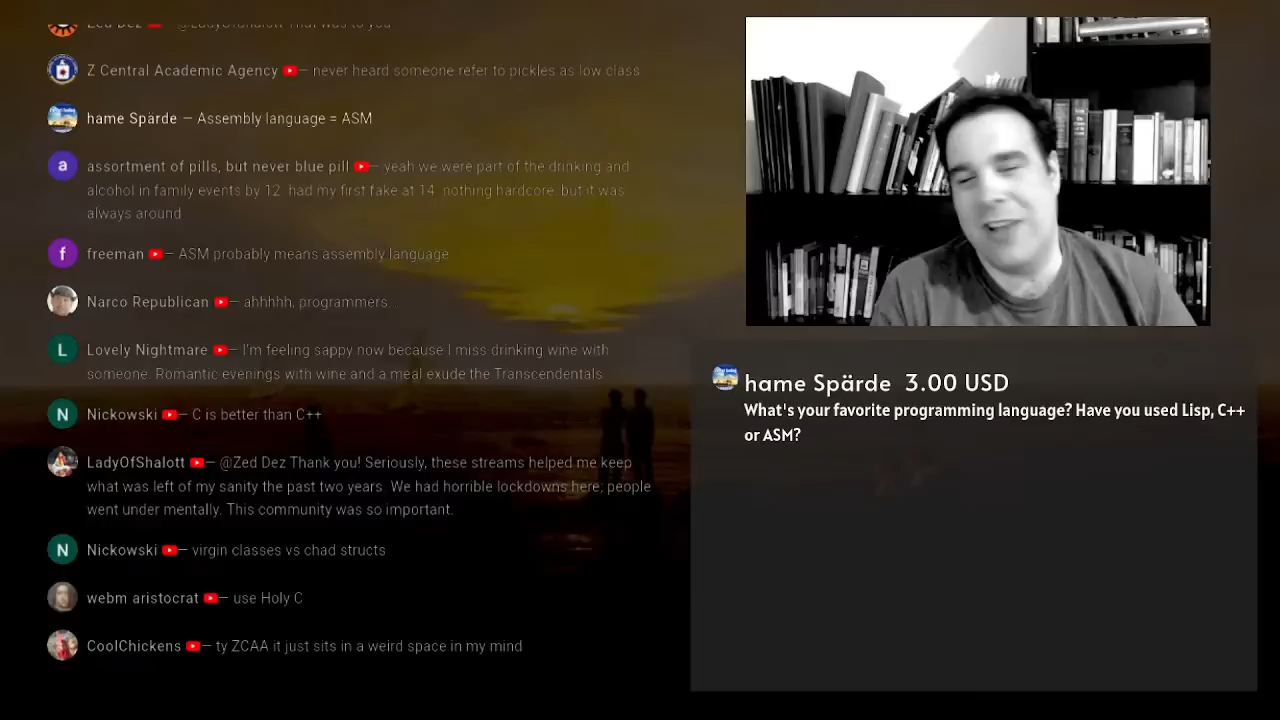 Zed Dez — @LadyOfShalott That was to you
Z Central Academic Agency — never heard someone refer to pickles as low class
hame Spärde — Assembly language = ASM
a
assortment of pills, but never blue pill — yeah we were part of the drinking and
alcohol in family events by 12 had my first fake at 14 nothing hardcore but it was
always around
f
freeman — ASM probably means assembly language
Narco Republican — ahhhhh, programmers.
L
Lovely Nightmare — I'm feeling sappy now because I miss drinking wine with
someone. Romantic evenings with wine and a meal exude the Transcendentals
N
Nickowski — C is better than C++
LadyOfShalott — @Zed Dez Thank you! Seriously, these streams helped me keep
what was left of my sanity the past two years. We had horrible lockdowns here; people
went under mentally. This community was so important.
N
Nickowski — virgin classes vs chad structs
webm aristocrat — use Holy C
CoolChickens — ty ZCAA it just sits in a weird space in my mind
hame Spärde 3.00 USD
What's your favorite programming language? Have you used Lisp, C++
or ASM?